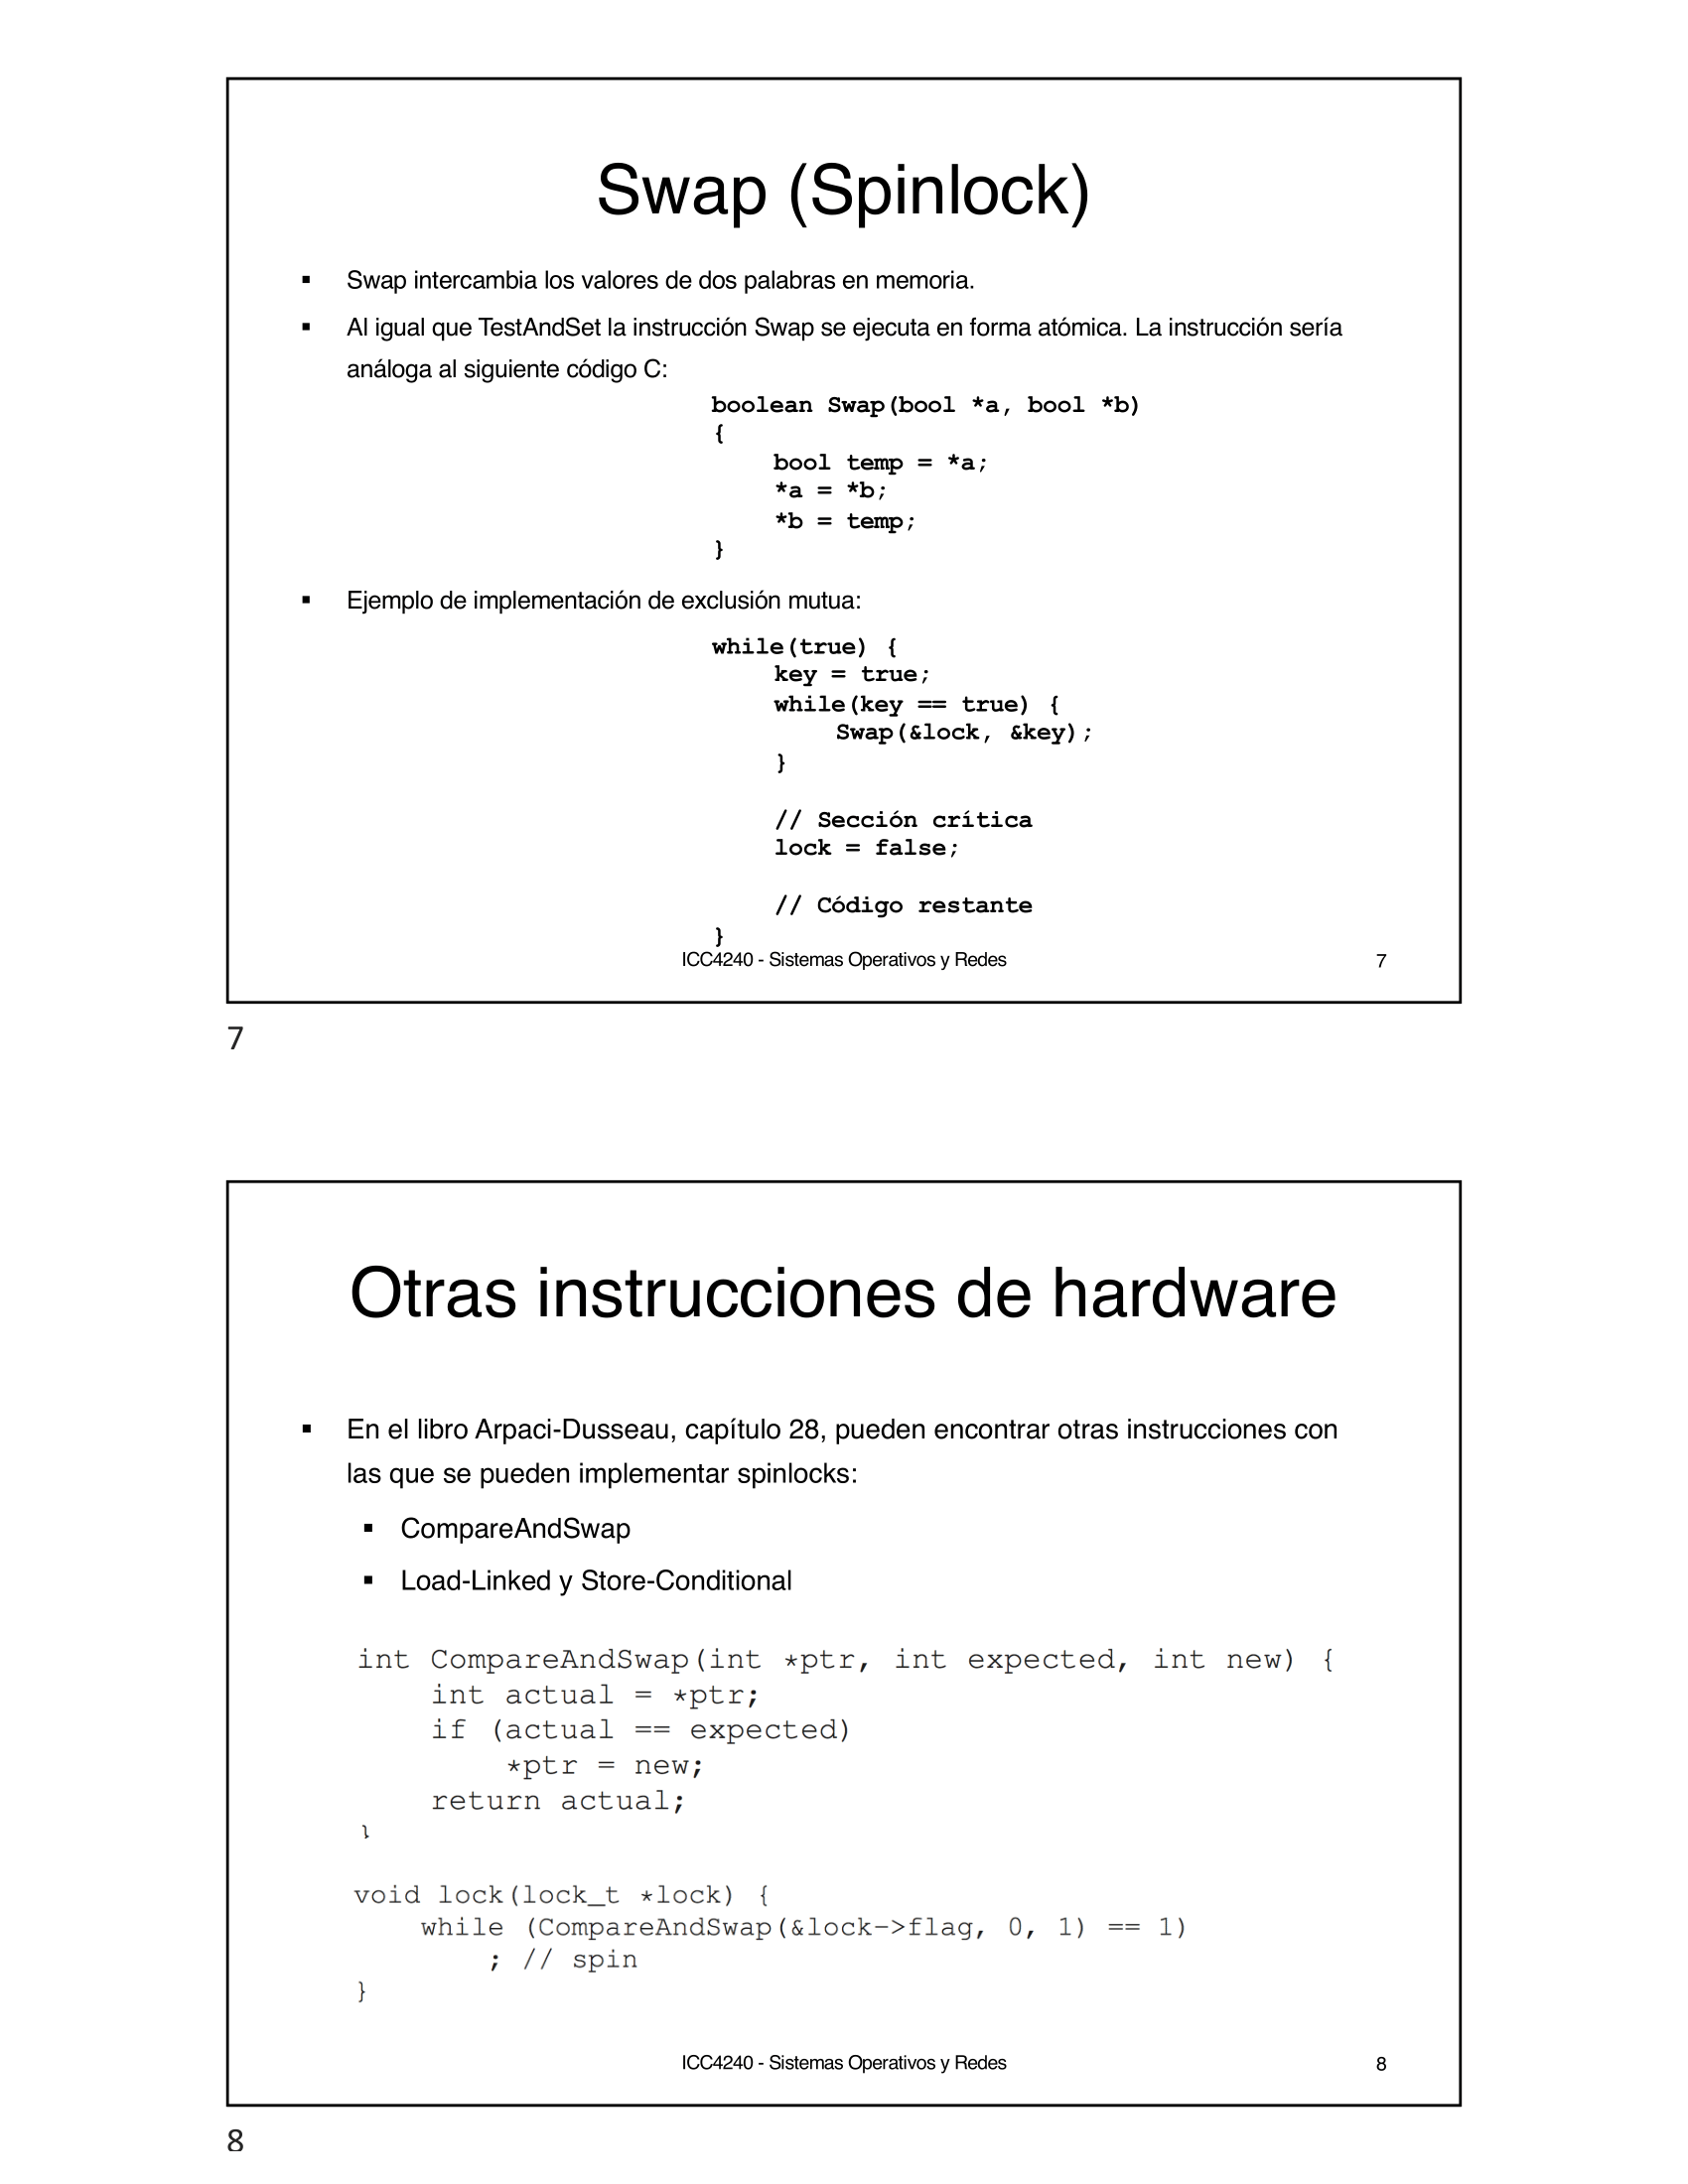 Swap (Spinlock)
▪ Swap intercambia los valores de dos palabras en memoria.
▪ Al igual que TestAndSet la instrucción Swap se ejecuta en forma atómica. La instrucción sería
análoga al siguiente código C:
boolean Swap(bool *a, bool *b)
{
    bool temp = *a;
    *a = *b;
    *b = temp;
}
▪ Ejemplo de implementación de exclusión mutua:
while(true) {
    key = true;
    while(key == true) {
        Swap(&lock, &key);
    }

    // Sección crítica
    lock = false;

    // Código restante
}
ICC4240 - Sistemas Operativos y Redes 7
7
Otras instrucciones de hardware
▪ En el libro Arpaci-Dusseau, capítulo 28, pueden encontrar otras instrucciones con
las que se pueden implementar spinlocks:
▪ CompareAndSwap
▪ Load-Linked y Store-Conditional
int CompareAndSwap(int *ptr, int expected, int new) {
    int actual = *ptr;
    if (actual == expected)
        *ptr = new;
    return actual;
}
void lock(lock_t *lock) {
    while (CompareAndSwap(&lock->flag, 0, 1) == 1)
        ; // spin
}
ICC4240 - Sistemas Operativos y Redes 8
8